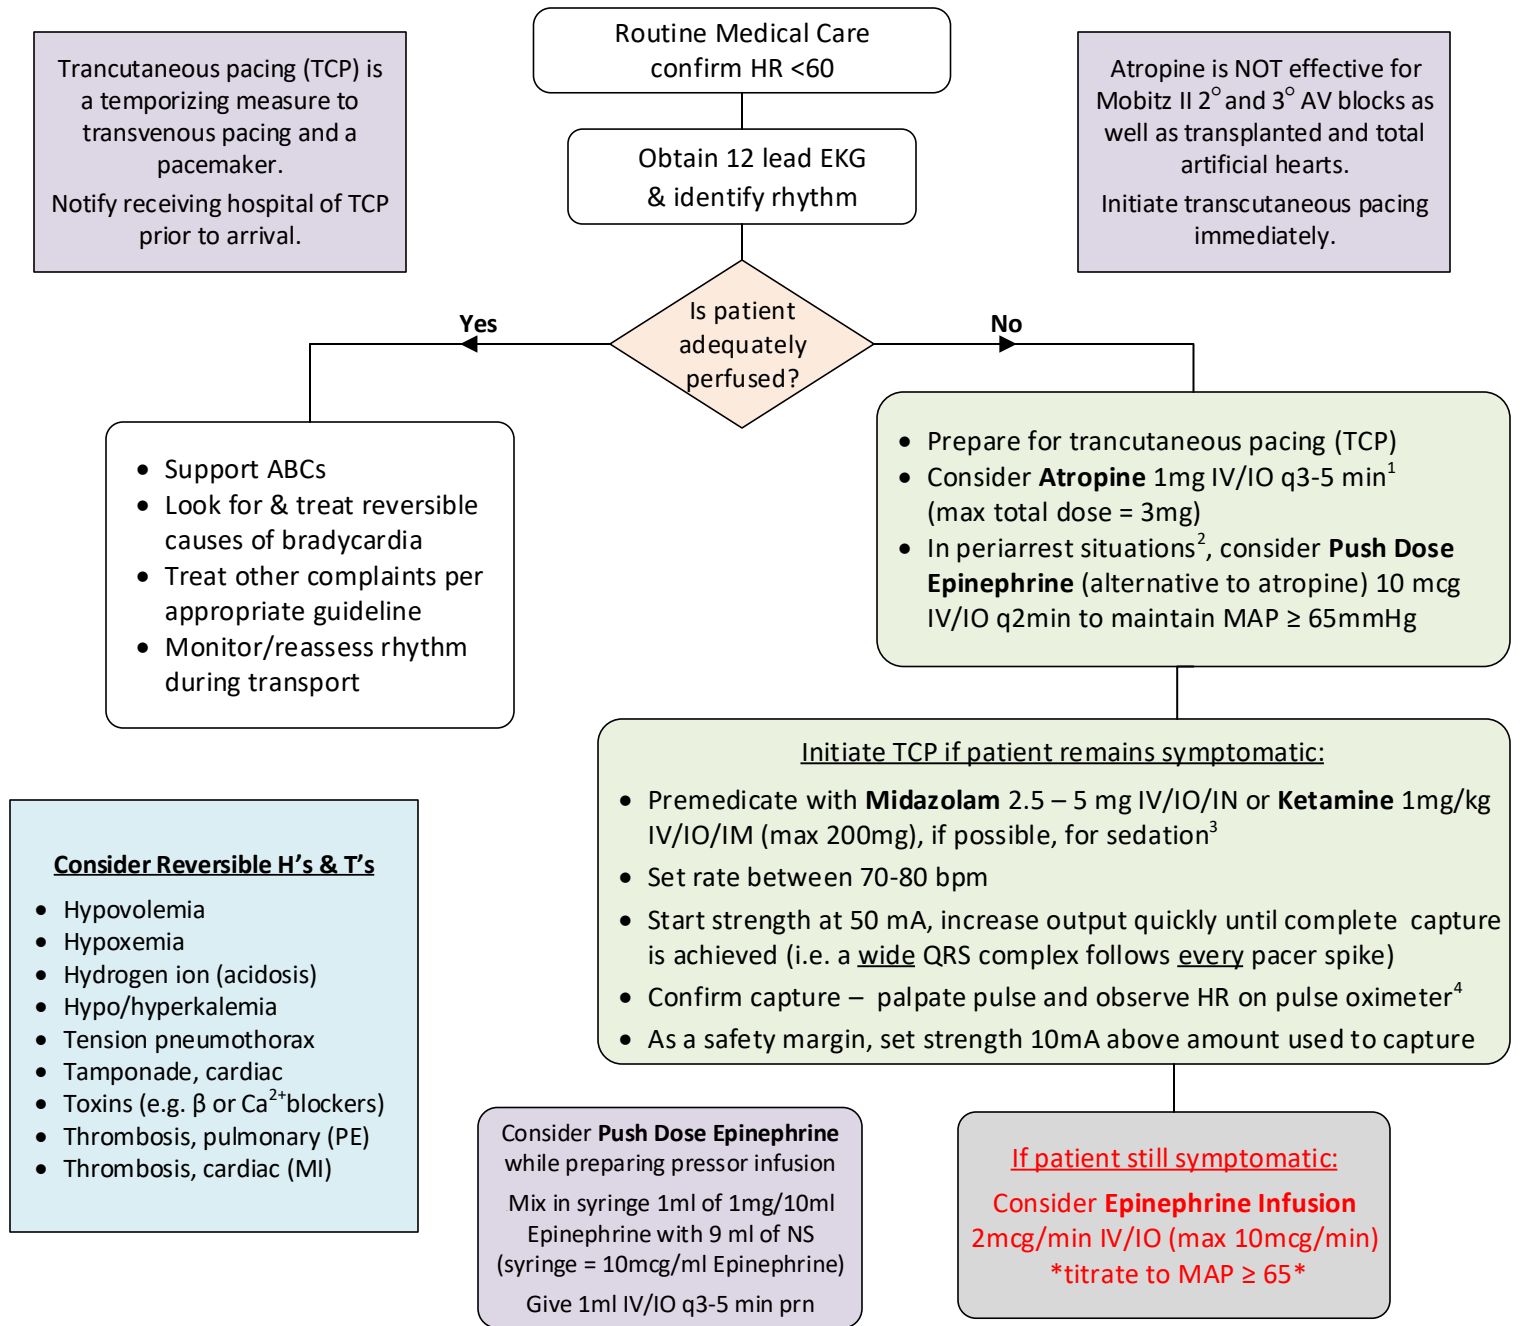 Routine Medical Care
confirm HR <60
Trancutaneous pacing (TCP) is
a temporizing measure to
transvenous pacing and a
pacemaker.
Notify receiving hospital of TCP
prior to arrival.
Atropine is NOT effective for
Mobitz II 2° and 3° AV blocks as
well as transplanted and total
artificial hearts.
Initiate transcutaneous pacing
immediately.
Obtain 12 lead EKG
& identify rhythm
Is patient
adequately
perfused?
Yes
No
• Support ABCs
• Look for & treat reversible
causes of bradycardia
• Treat other complaints per
appropriate guideline
• Monitor/reassess rhythm
during transport
• Prepare for trancutaneous pacing (TCP)
• Consider Atropine 1mg IV/IO q3-5 min¹
(max total dose = 3mg)
• In periarrest situations², consider Push Dose
Epinephrine (alternative to atropine) 10 mcg
IV/IO q2min to maintain MAP ≥ 65mmHg
Initiate TCP if patient remains symptomatic:
• Premedicate with Midazolam 2.5 – 5 mg IV/IO/IN or Ketamine 1mg/kg
IV/IO/IM (max 200mg), if possible, for sedation³
• Set rate between 70-80 bpm
• Start strength at 50 mA, increase output quickly until complete capture
is achieved (i.e. a wide QRS complex follows every pacer spike)
• Confirm capture – palpate pulse and observe HR on pulse oximeter⁴
• As a safety margin, set strength 10mA above amount used to capture
Consider Reversible H’s & T’s
• Hypovolemia
• Hypoxemia
• Hydrogen ion (acidosis)
• Hypo/hyperkalemia
• Tension pneumothorax
• Tamponade, cardiac
• Toxins (e.g. β or Ca²⁺blockers)
• Thrombosis, pulmonary (PE)
• Thrombosis, cardiac (MI)
Consider Push Dose Epinephrine
while preparing pressor infusion
Mix in syringe 1ml of 1mg/10ml
Epinephrine with 9 ml of NS
(syringe = 10mcg/ml Epinephrine)
Give 1ml IV/IO q3-5 min prn
If patient still symptomatic:
Consider Epinephrine Infusion
2mcg/min IV/IO (max 10mcg/min)
*titrate to MAP ≥ 65*